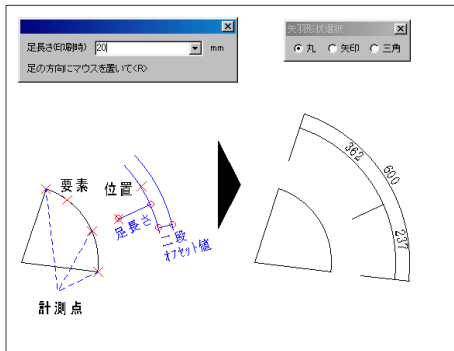 足長さ(印刷時) 20 mm
足の方向にマウスを置いて<R>
矢羽形状選択
丸 矢印 三角
要素 位置
足長さ
二段
オフセット値
計測点
362
600
237